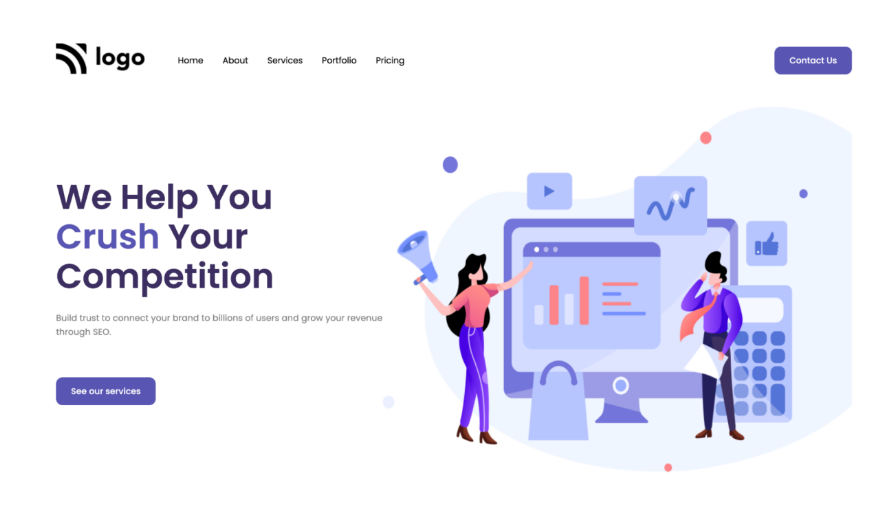 logo
Home About Services Portfolio Pricing
Contact Us
We Help You
Crush Your
Competition
Build trust to connect your brand to billions of users and grow your revenue
through SEO.
See our services